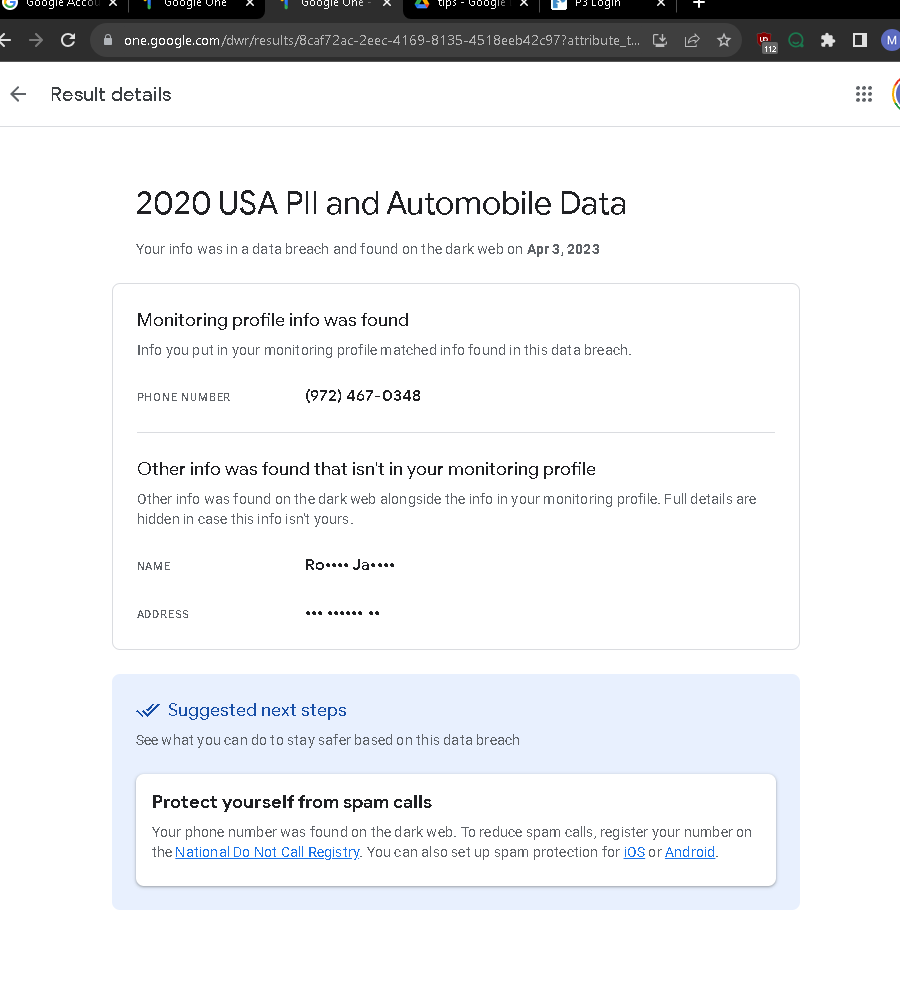 Google Accou
Google One
Google One -
tips - Google
P3 Login
one.google.com/dwr/results/8caf72ac-2eec-4169-8135-4518eeb42c97?attribute_t...
112
M
Result details
2020 USA PII and Automobile Data
Your info was in a data breach and found on the dark web on Apr 3, 2023
Monitoring profile info was found
Info you put in your monitoring profile matched info found in this data breach.
PHONE NUMBER (972) 467-0348
Other info was found that isn't in your monitoring profile
Other info was found on the dark web alongside the info in your monitoring profile. Full details are
hidden in case this info isn't yours.
NAME Ro•••• Ja••••
ADDRESS ••• •••••• ••
Suggested next steps
See what you can do to stay safer based on this data breach
Protect yourself from spam calls
Your phone number was found on the dark web. To reduce spam calls, register your number on
the National Do Not Call Registry. You can also set up spam protection for iOS or Android.